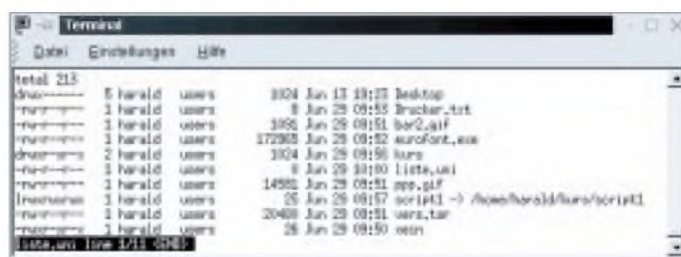 Terminal
Datei Einstellungen Hilfe
total 213
drwx------ 5 harald users 1024 Jun 13 19:23 Desktop
-rw-r--r-- 1 harald users 0 Jun 29 09:53 Drucker.txt
-rw-r--r-- 1 harald users 1091 Jun 29 09:51 bar2.gif
-rw-r--r-- 1 harald users 172965 Jun 29 09:52 eurofont.exe
drwxr-xr-x 2 harald users 1024 Jun 29 09:56 kurs
-rw-r--r-- 1 harald users 0 Jun 29 10:00 liste.uni
-rw-r--r-- 1 harald users 14581 Jun 29 09:51 ppp.gif
lrwxrwxrwx 1 harald users 25 Jun 29 09:57 script1 -> /home/harald/kurs/script1
-rw-r--r-- 1 harald users 20480 Jun 29 09:51 vers.tar
1 harald users 26 Jun 29 09:50
liste.uni line 1/11 (END)